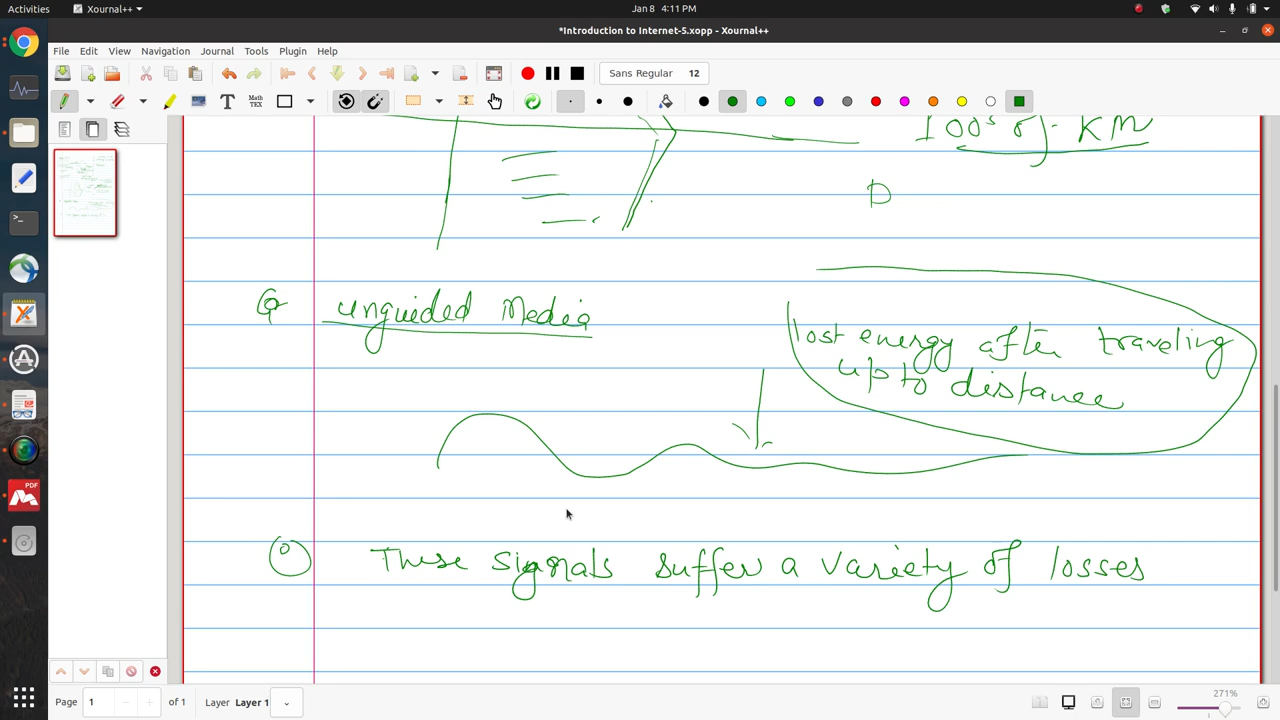 Activities
Xournal++
Jan 8 4:11 PM
*Introduction to Internet-5.xopp - Xournal++
File Edit View Navigation Journal Tools Plugin Help
Sans Regular 12
100's of KM
D
unguided Media
lost energy after traveling
up to distance
These signals suffer a variety of losses
Page 1 of 1 Layer Layer 1
271%